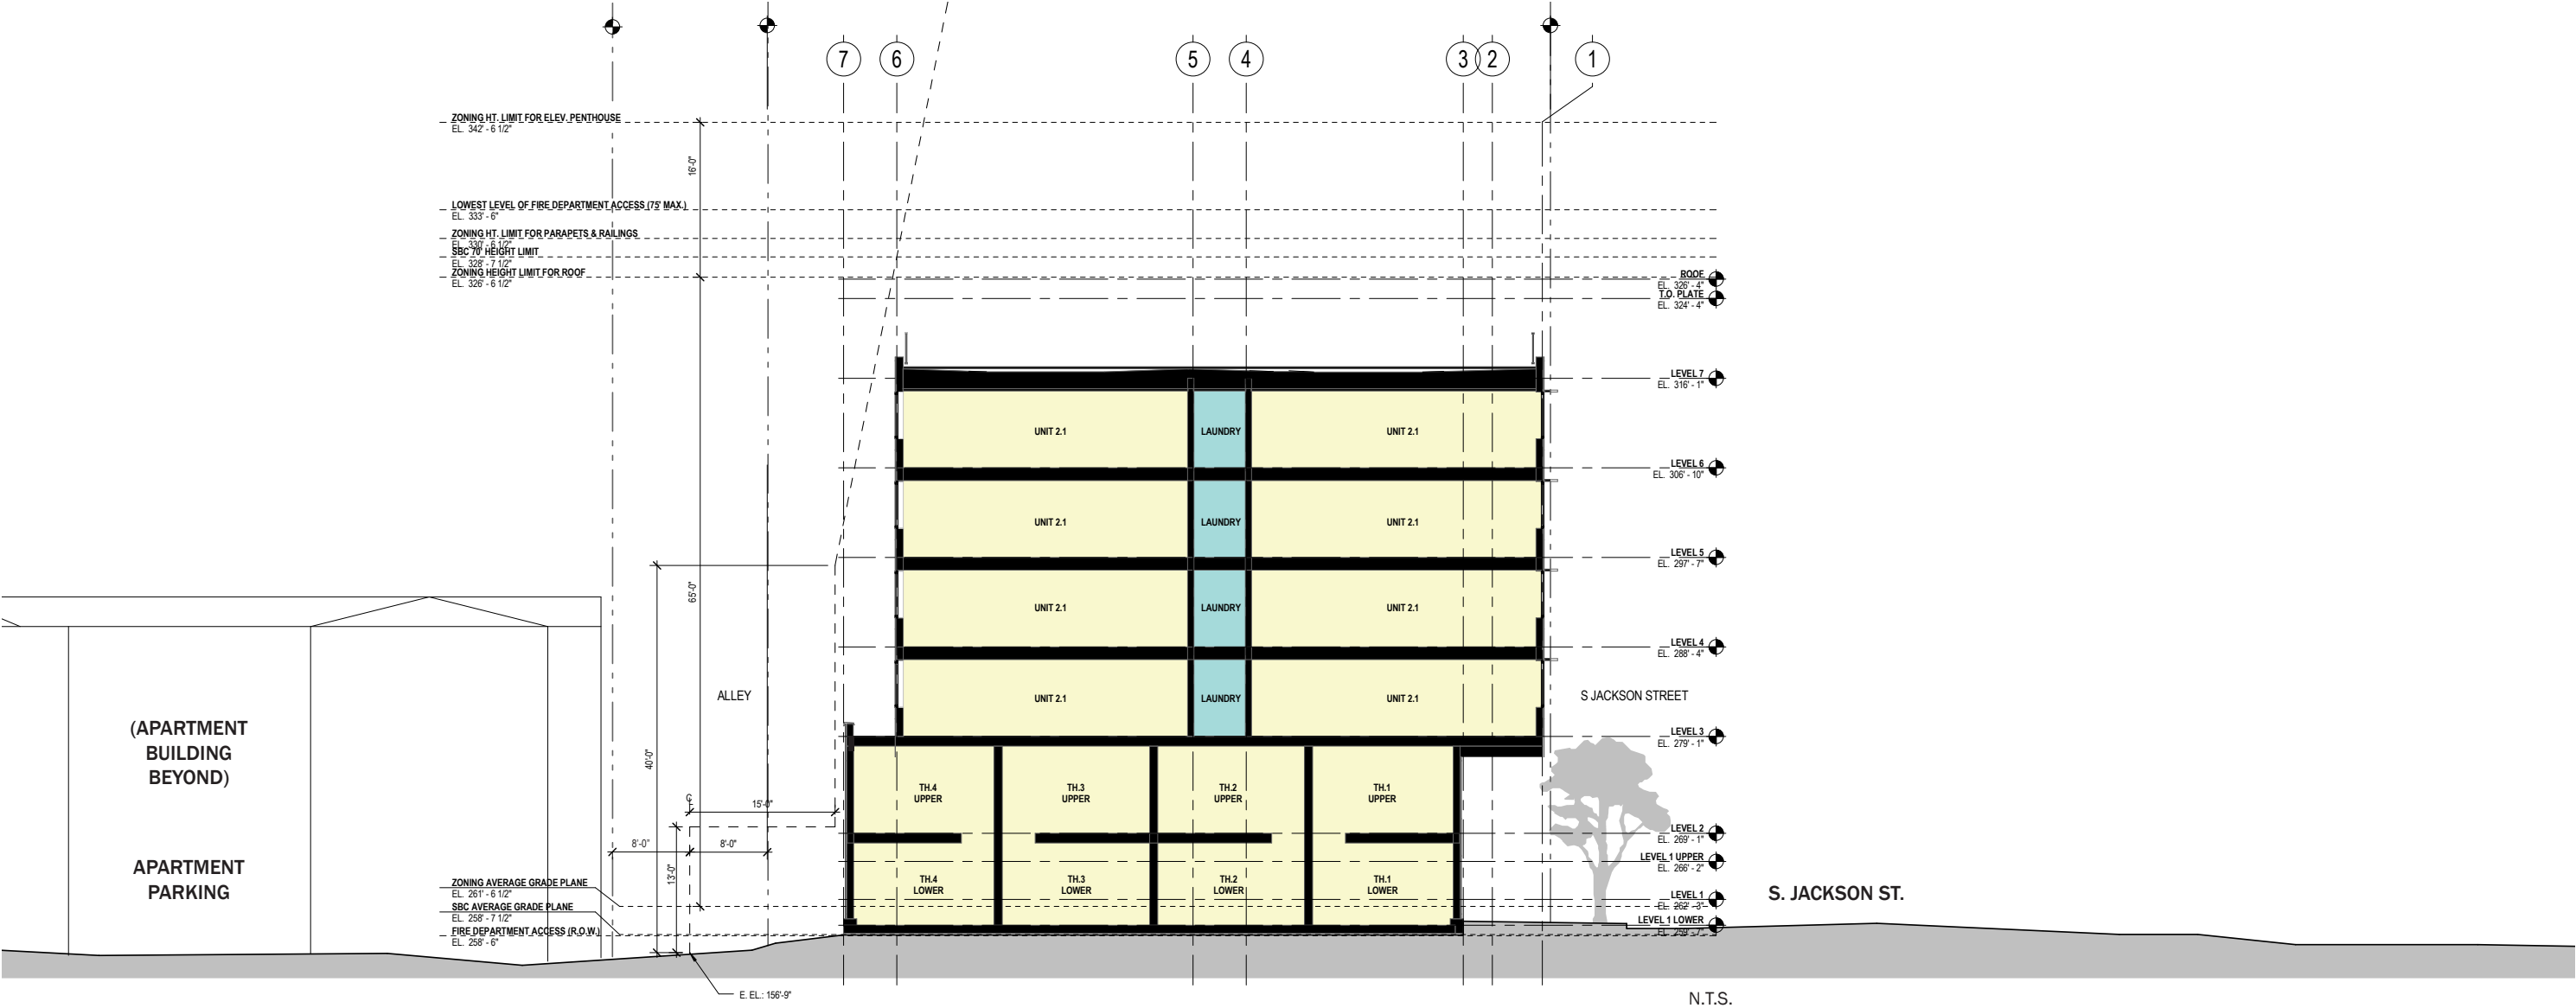 7
6
5
4
3
2
1
ZONING HT. LIMIT FOR ELEV. PENTHOUSE
EL. 342' - 6 1/2"
16'-0"
LOWEST LEVEL OF FIRE DEPARTMENT ACCESS (75' MAX.)
EL. 333' - 6"
ZONING HT. LIMIT FOR PARAPETS & RAILINGS
EL. 330' - 6 1/2"
SBC 70' HEIGHT LIMIT
EL. 328' - 7 1/2"
ZONING HEIGHT LIMIT FOR ROOF
EL. 326' - 6 1/2"
ROOF
EL. 326' - 4"
T.O. PLATE
EL. 324' - 4"
LEVEL 7
EL. 316' - 1"
UNIT 2.1
LAUNDRY
UNIT 2.1
LEVEL 6
EL. 306' - 10"
UNIT 2.1
LAUNDRY
UNIT 2.1
LEVEL 5
EL. 297' - 7"
65'-0"
UNIT 2.1
LAUNDRY
UNIT 2.1
LEVEL 4
EL. 288' - 4"
ALLEY
UNIT 2.1
LAUNDRY
UNIT 2.1
S JACKSON STREET
LEVEL 3
EL. 279' - 1"
(APARTMENT
BUILDING
BEYOND)
40'-0"
TH.4
UPPER
TH.3
UPPER
TH.2
UPPER
TH.1
UPPER
CL
15'-0"
LEVEL 2
EL. 269' - 1"
8'-0"
8'-0"
LEVEL 1 UPPER
EL. 266' - 2"
APARTMENT
PARKING
13'-0"
ZONING AVERAGE GRADE PLANE
EL. 261' - 6 1/2"
TH.4
LOWER
TH.3
LOWER
TH.2
LOWER
TH.1
LOWER
LEVEL 1
EL. 262' - 3"
S. JACKSON ST.
SBC AVERAGE GRADE PLANE
EL. 258' - 7 1/2"
LEVEL 1 LOWER
EL. 259' - 7"
FIRE DEPARTMENT ACCESS (R.O.W.)
EL. 258' - 6"
E. EL.: 156'-9"
N.T.S.